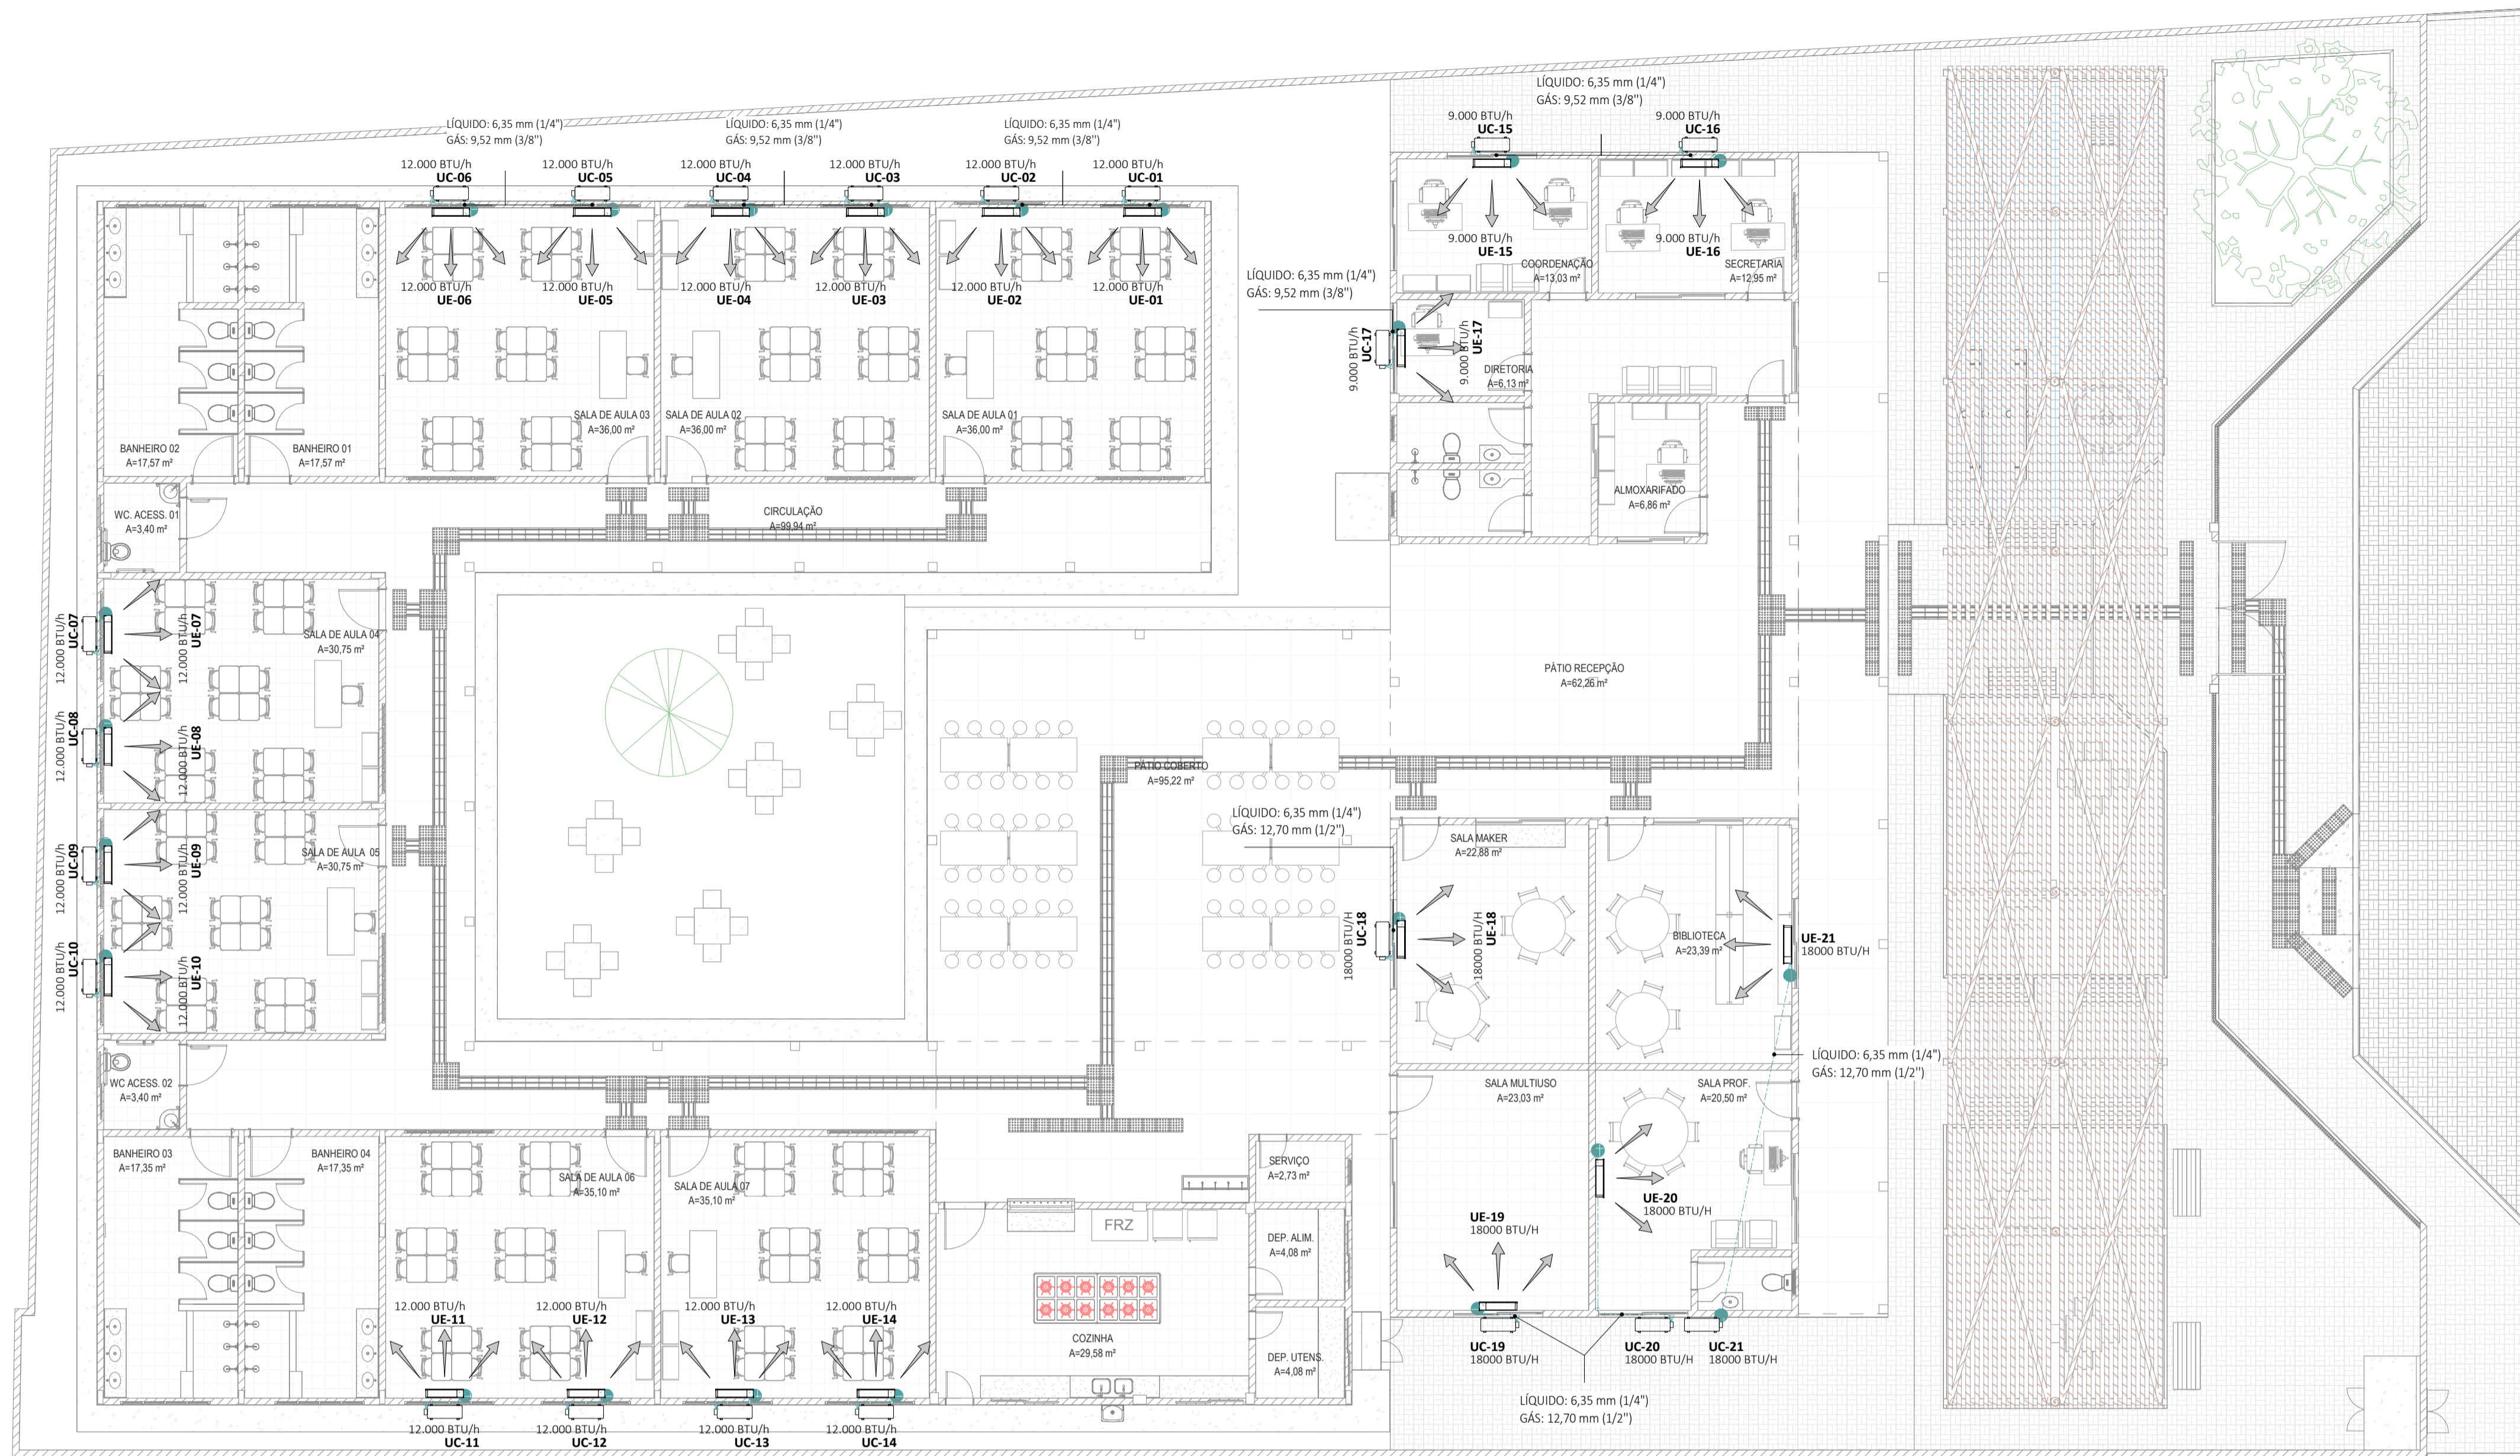 LÍQUIDO: 6,35 mm (1/4")
GÁS: 9,52 mm (3/8'')
LÍQUIDO: 6,35 mm (1/4")
GÁS: 9,52 mm (3/8'')
LÍQUIDO: 6,35 mm (1/4")
GÁS: 9,52 mm (3/8'')
LÍQUIDO: 6,35 mm (1/4")
GÁS: 9,52 mm (3/8'')
12.000 BTU/h
UC-06
12.000 BTU/h
UC-05
12.000 BTU/h
UC-04
12.000 BTU/h
UC-03
12.000 BTU/h
UC-02
12.000 BTU/h
UC-01
9.000 BTU/h
UC-15
9.000 BTU/h
UC-16
12.000 BTU/h
UE-06
12.000 BTU/h
UE-05
12.000 BTU/h
UE-04
12.000 BTU/h
UE-03
12.000 BTU/h
UE-02
12.000 BTU/h
UE-01
9.000 BTU/h
UE-15
9.000 BTU/h
UE-16
COORDENAÇÃO
A=13,03 m²
SECRETARIA
A=12,95 m²
LÍQUIDO: 6,35 mm (1/4")
GÁS: 9,52 mm (3/8'')
9.000 BTU/h
UC-17
9.000 BTU/h
UE-17
DIRETORIA
A=6,13 m²
BANHEIRO 02
A=17,57 m²
BANHEIRO 01
A=17,57 m²
SALA DE AULA 03
A=36,00 m²
SALA DE AULA 02
A=36,00 m²
SALA DE AULA 01
A=36,00 m²
ALMOXARIFADO
A=6,86 m²
WC. ACESS. 01
A=3,40 m²
CIRCULAÇÃO
A=99,94 m²
12.000 BTU/h
UC-07
12.000 BTU/h
UE-07
SALA DE AULA 04
A=30,75 m²
12.000 BTU/h
UC-08
12.000 BTU/h
UE-08
PÁTIO RECEPÇÃO
A=62,26 m²
PÁTIO COBERTO
A=95,22 m²
LÍQUIDO: 6,35 mm (1/4")
GÁS: 12,70 mm (1/2'')
12.000 BTU/h
UC-09
12.000 BTU/h
UE-09
SALA DE AULA 05
A=30,75 m²
12.000 BTU/h
UC-10
12.000 BTU/h
UE-10
SALA MAKER
A=22,88 m²
18000 BTU/H
UC-18
18000 BTU/H
UE-18
BIBLIOTECA
A=23,39 m²
UE-21
18000 BTU/H
LÍQUIDO: 6,35 mm (1/4")
GÁS: 12,70 mm (1/2'')
WC ACESS. 02
A=3,40 m²
SALA MULTIUSO
A=23,03 m²
SALA PROF.
A=20,50 m²
BANHEIRO 03
A=17,35 m²
BANHEIRO 04
A=17,35 m²
SALA DE AULA 06
A=35,10 m²
SALA DE AULA 07
A=35,10 m²
SERVIÇO
A=2,73 m²
UE-20
18000 BTU/H
UE-19
18000 BTU/H
FRZ
DEP. ALIM.
A=4,08 m²
12.000 BTU/h
UE-11
12.000 BTU/h
UE-12
12.000 BTU/h
UE-13
12.000 BTU/h
UE-14
COZINHA
A=29,58 m²
DEP. UTENS.
A=4,08 m²
UC-19
18000 BTU/H
UC-20
18000 BTU/H
UC-21
18000 BTU/H
LÍQUIDO: 6,35 mm (1/4")
GÁS: 12,70 mm (1/2'')
12.000 BTU/h
UC-11
12.000 BTU/h
UC-12
12.000 BTU/h
UC-13
12.000 BTU/h
UC-14